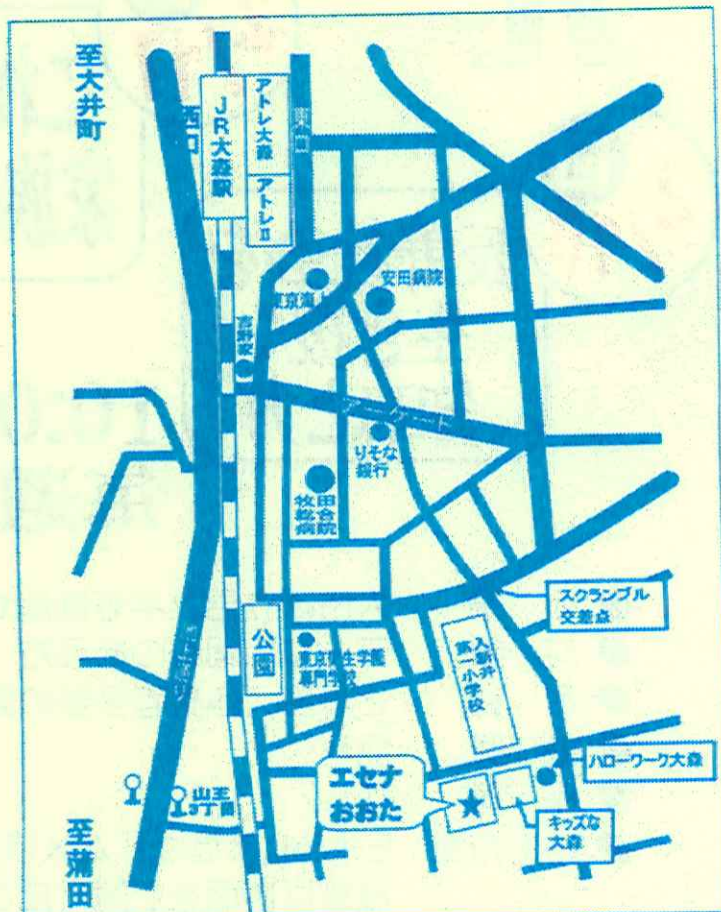 至大井町
西口
JR大森駅
アトレ大森
アトレⅡ
東京海上
安田病院
アーケード
りそな
銀行
牧田
総合
病院
スクランブル
交差点
公園
入新井
第一小学校
東京衛生学園
専門学校
ハローワーク大森
エセナ
おおた
キッズな
大森
山王
3丁目
至蒲田